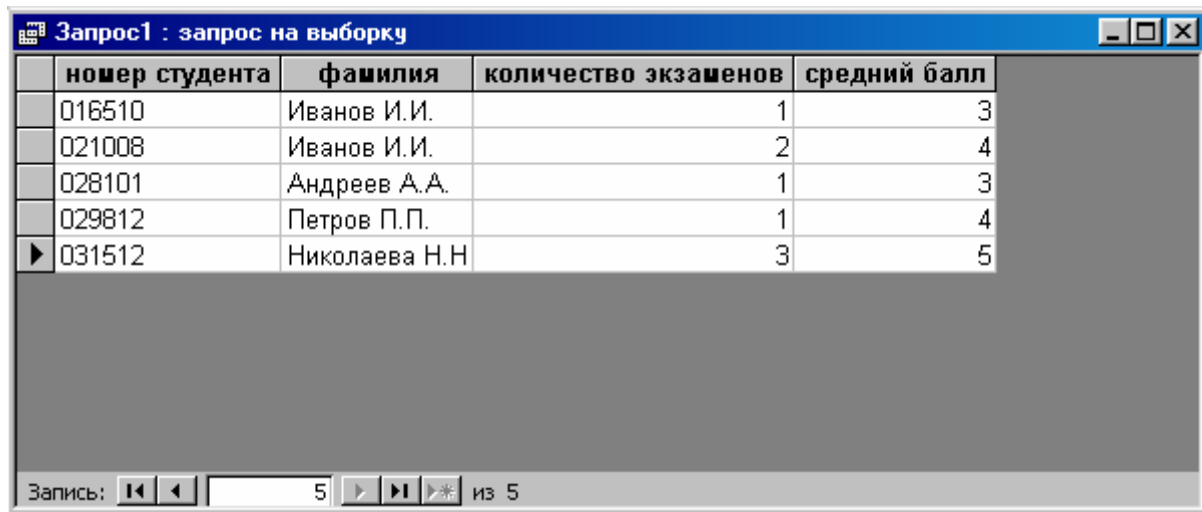 Запрос1 : запрос на выборку
номер студента фамилия количество экзаменов средний балл
016510 Иванов И.И. 1 3
021008 Иванов И.И. 2 4
028101 Андреев А.А. 1 3
029812 Петров П.П. 1 4
031512 Николаева Н.Н 3 5
Запись: 5 из 5